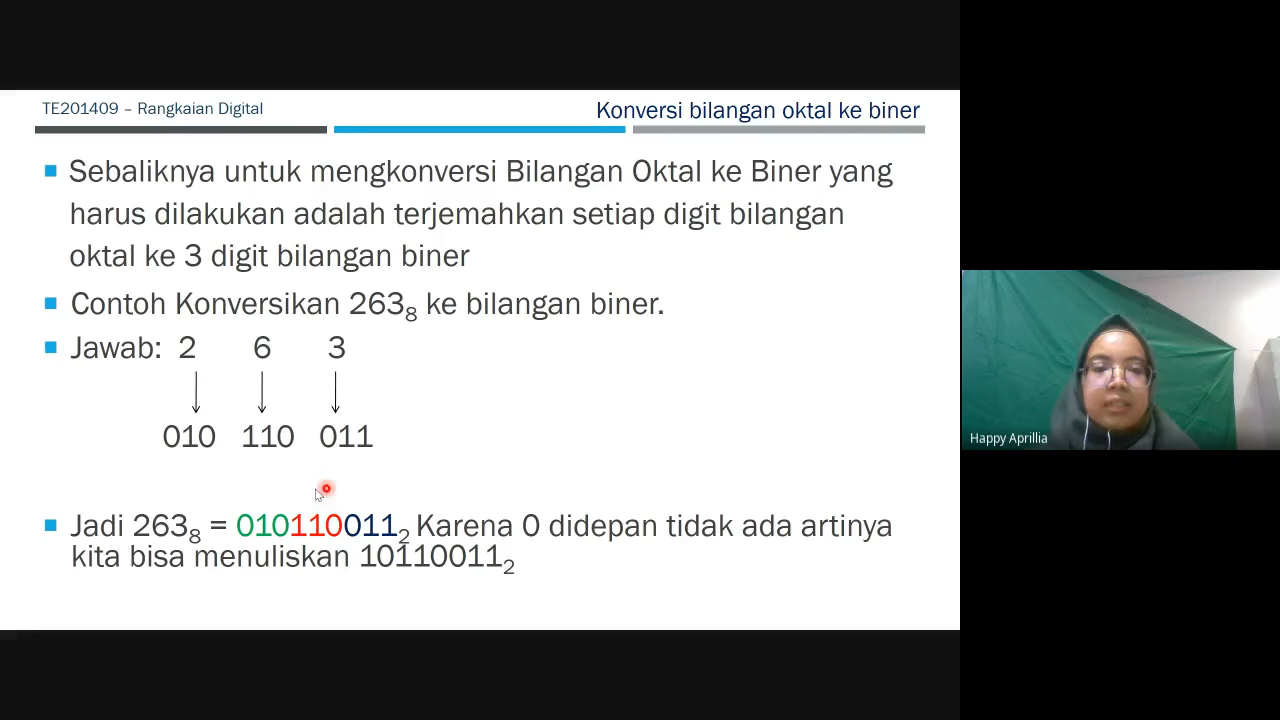 TE201409 – Rangkaian Digital
Konversi bilangan oktal ke biner
Sebaliknya untuk mengkonversi Bilangan Oktal ke Biner yang
harus dilakukan adalah terjemahkan setiap digit bilangan
oktal ke 3 digit bilangan biner
Contoh Konversikan 263₈ ke bilangan biner.
Jawab: 2 6 3
010 110 011
Jadi 263₈ = 010110011₂ Karena 0 didepan tidak ada artinya
kita bisa menuliskan 10110011₂
Happy Aprillia